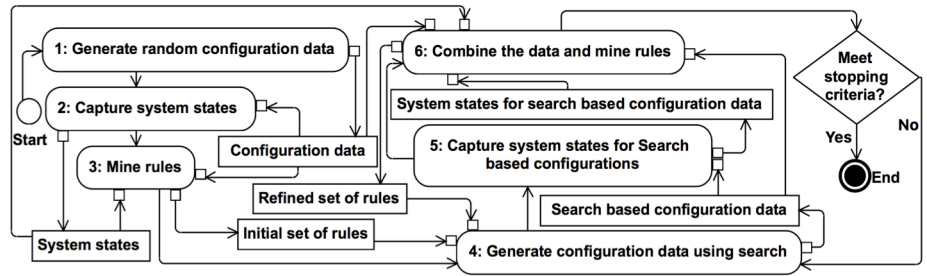 1: Generate random configuration data
6: Combine the data and mine rules
Meet
stopping
criteria?
2: Capture system states
System states for search based configuration data
Start
Yes
No
Configuration data
5: Capture system states for Search
based configurations
3: Mine rules
End
Refined set of rules
Search based configuration data
Initial set of rules
System states
4: Generate configuration data using search